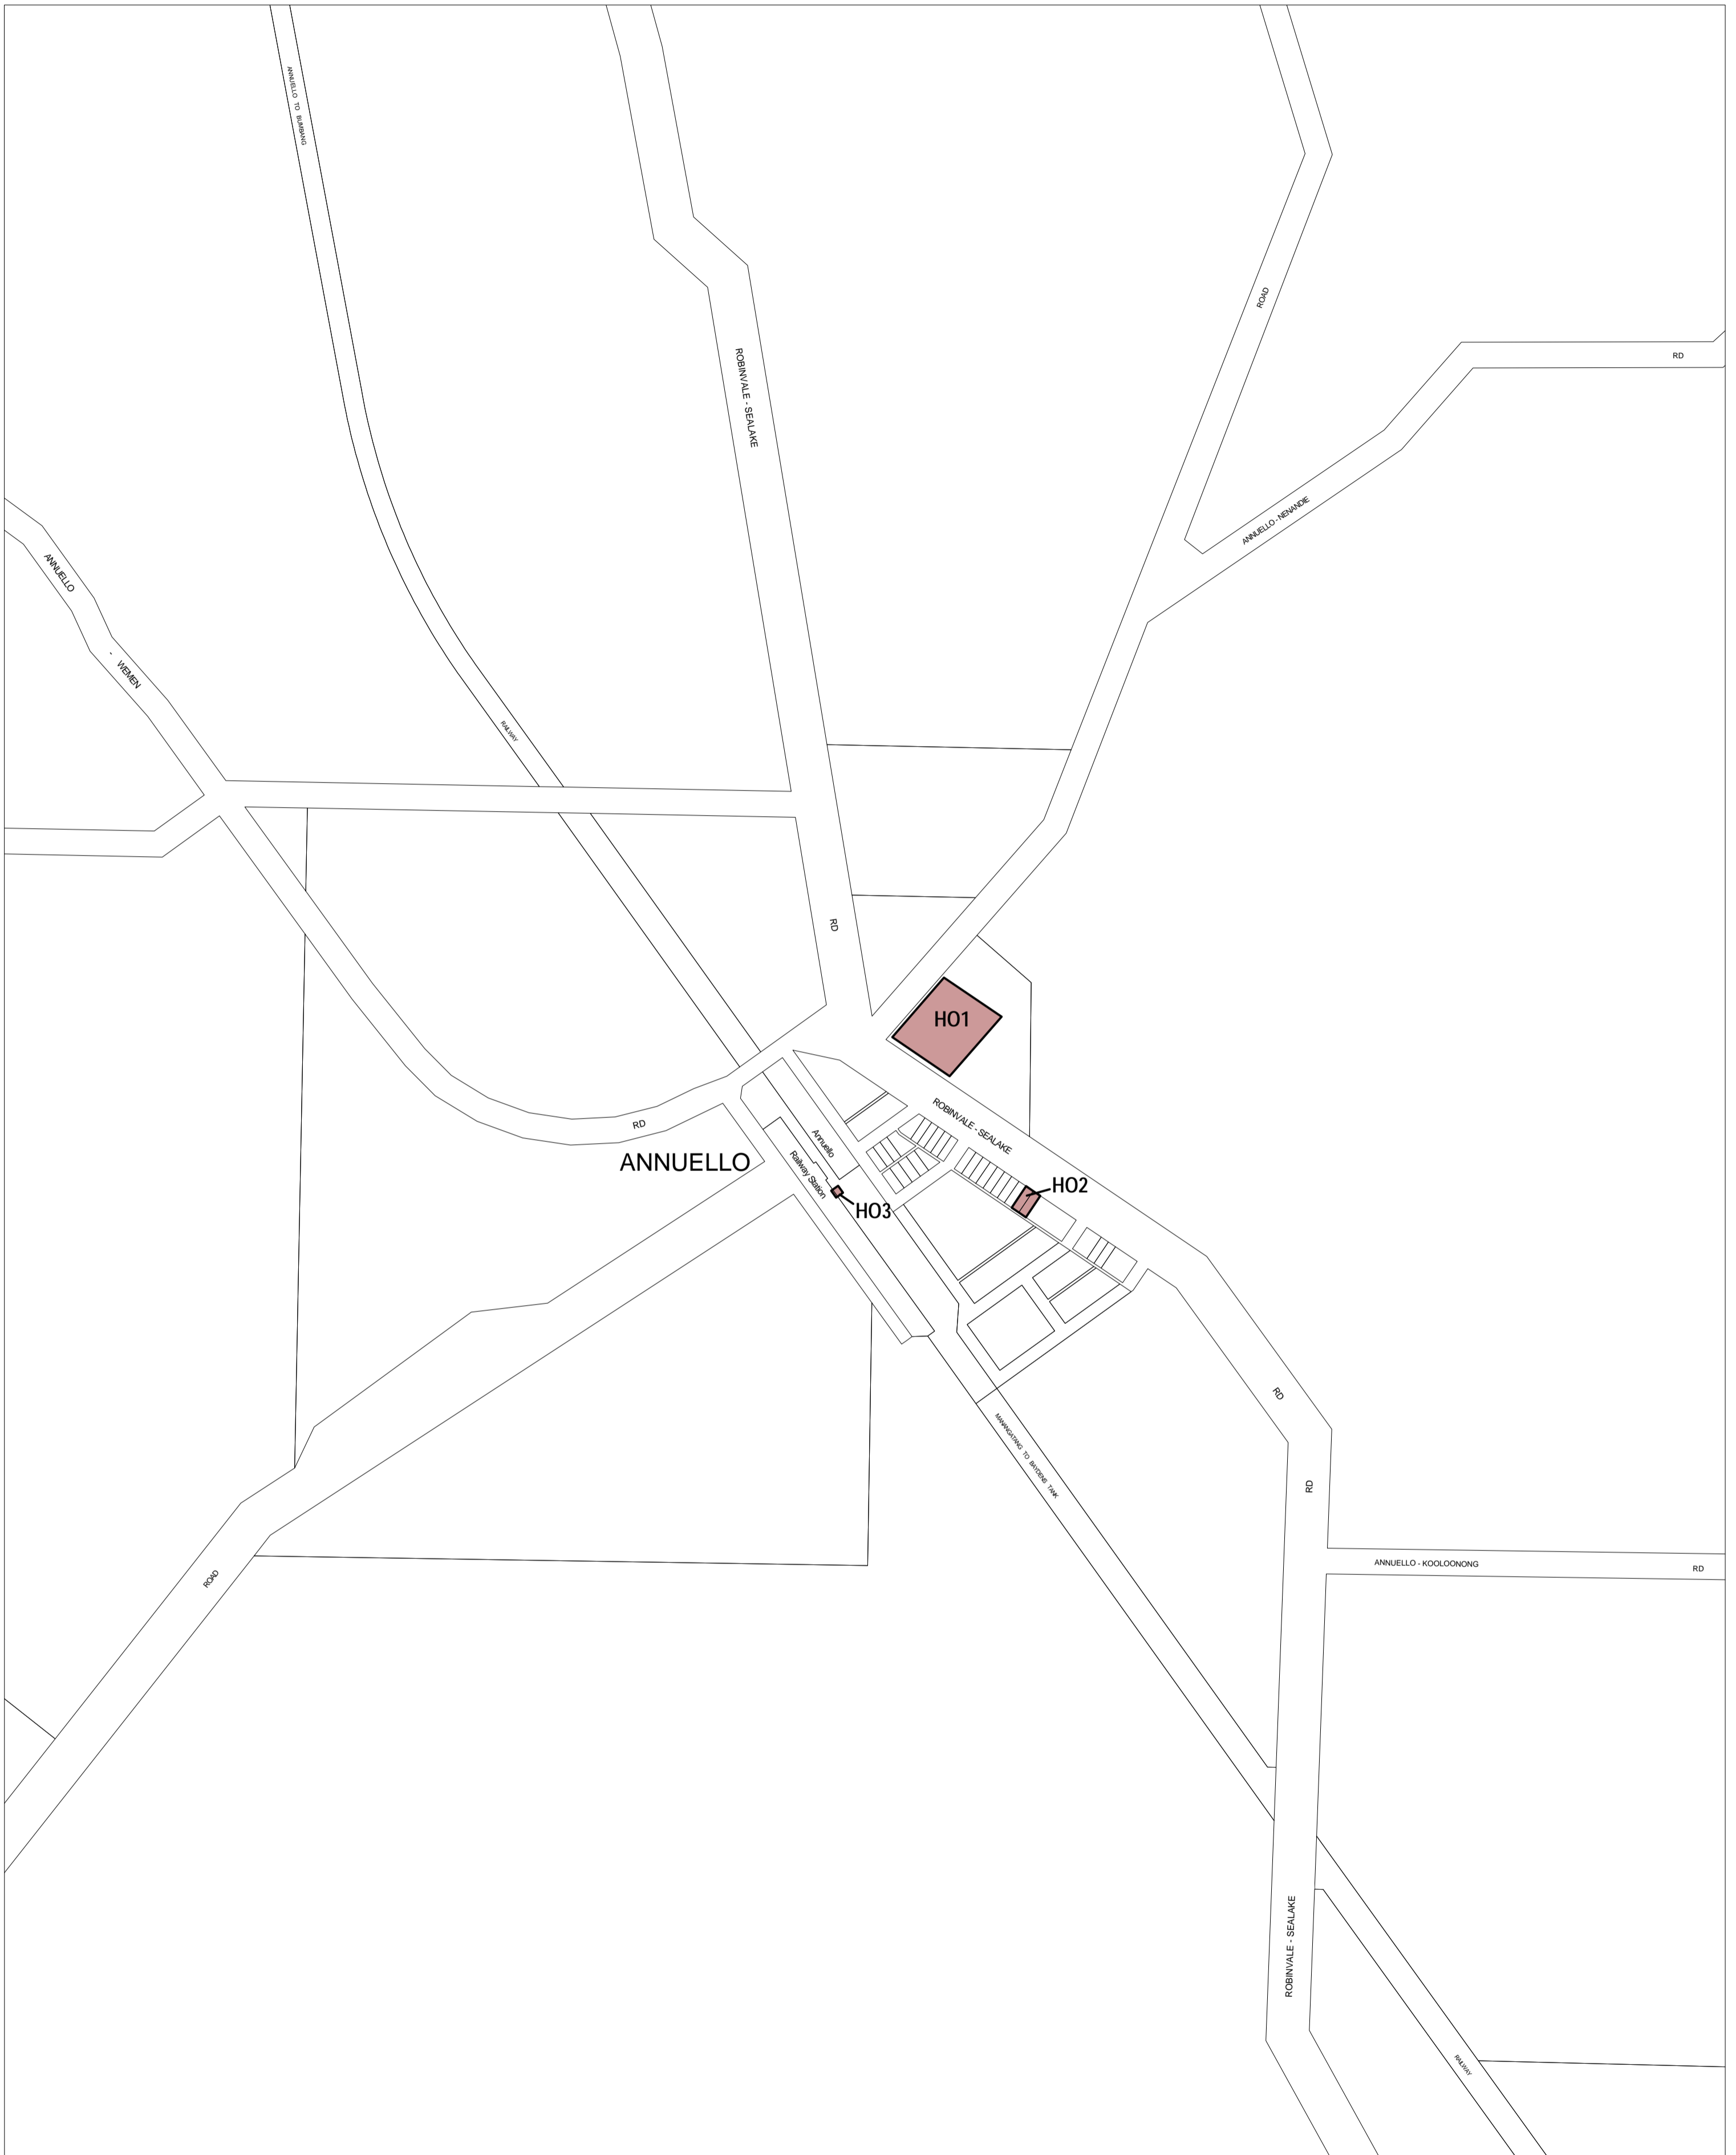 ANNUELLO TO BUMBANG
ROAD
RD
ROBINVALE - SEALAKE
ANNUELLO - NENANDIE
ANNUELLO
- WEMEN
RAILWAY
RD
HO1
ROBINVALE - SEALAKE
RD
Annuello
ANNUELLO
Railway Station
HO2
HO3
RD
MANANGATANG TO BAYDENS TANK
RD
ANNUELLO - KOOLOONONG
RD
ROAD
ROBINVALE - SEALAKE
RAILWAY